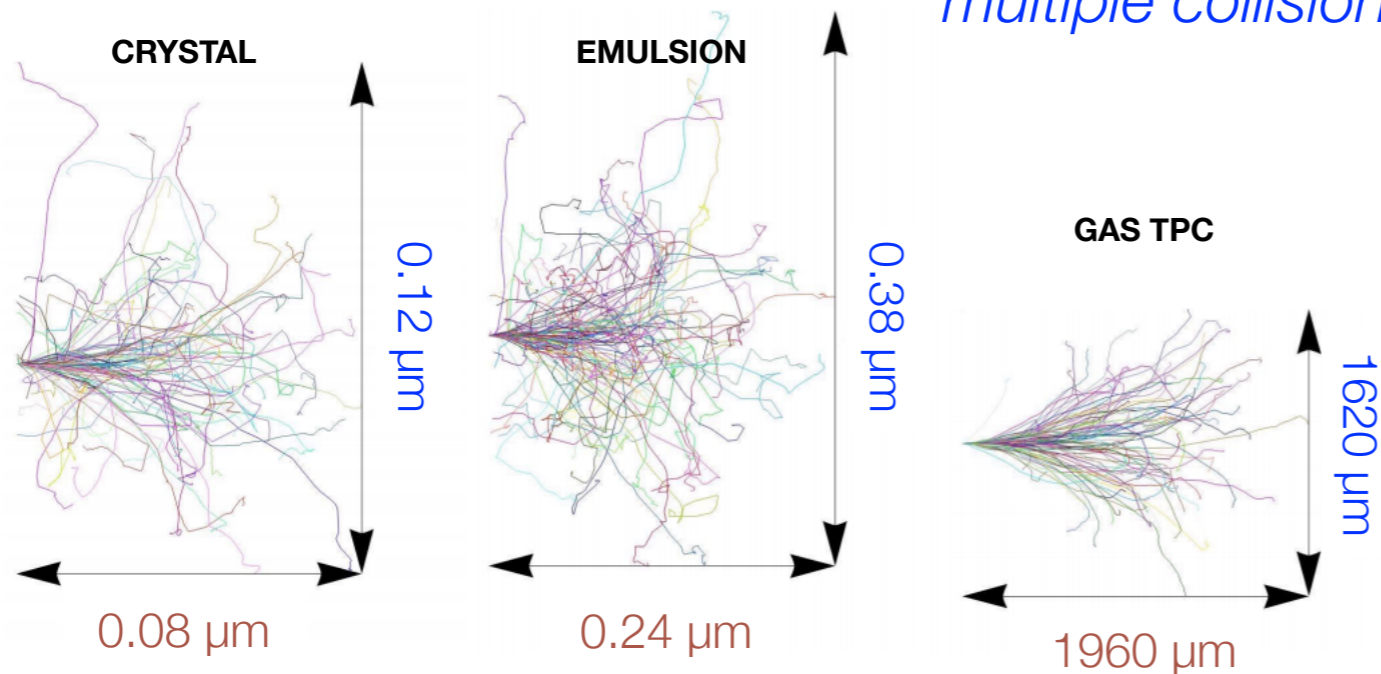 multiple collision
CRYSTAL
EMULSION
GAS TPC
0.12 µm
0.38 µm
1620 µm
0.08 µm
0.24 µm
1960 µm